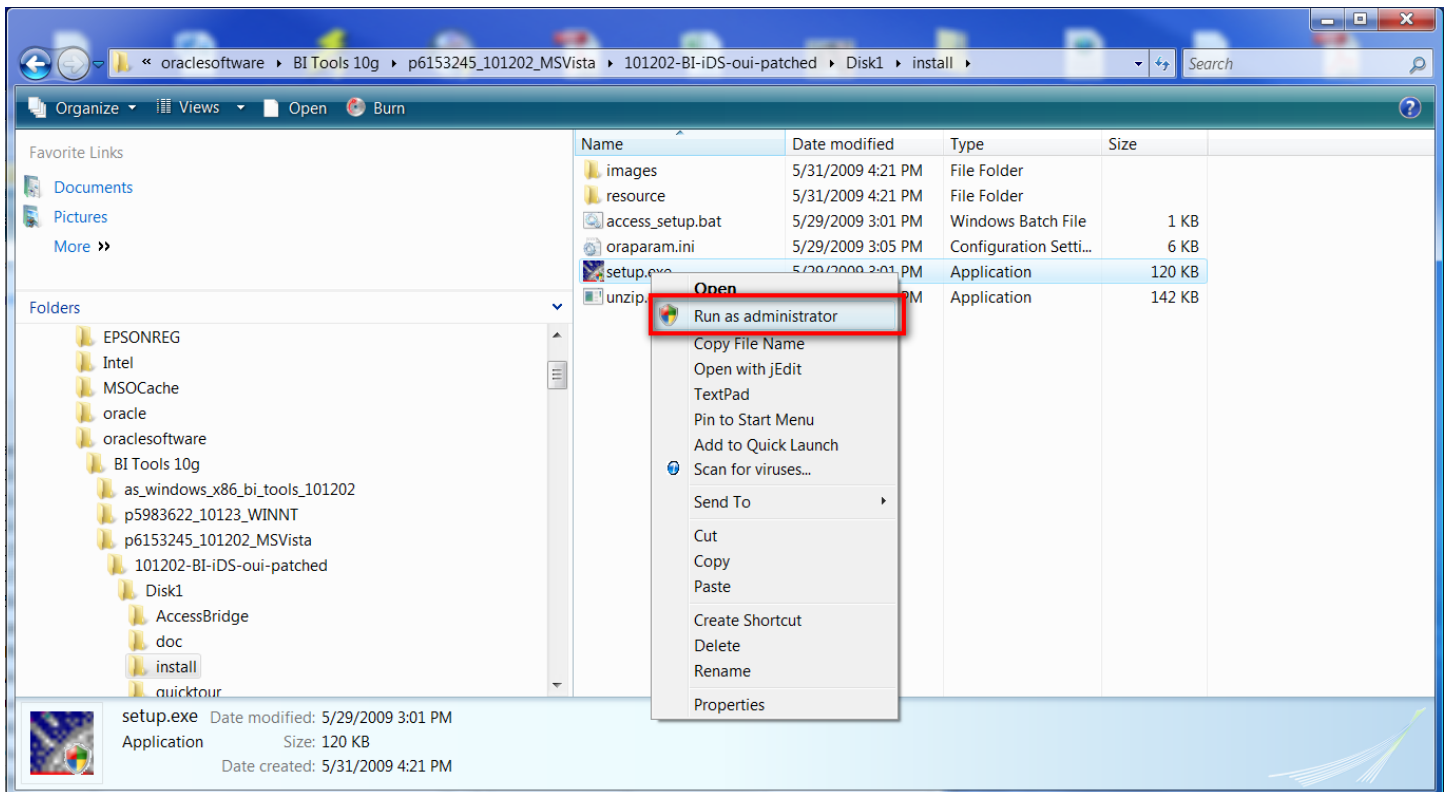 « oraclesoftware ▸ BI Tools 10g ▸ p6153245_101202_MSVista ▸ 101202-BI-iDS-oui-patched ▸ Disk1 ▸ install ▸ Search
Organize Views Open Burn
Favorite Links
Documents
Pictures
More »
Folders
EPSONREG
Intel
MSOCache
oracle
oraclesoftware
BI Tools 10g
as_windows_x86_bi_tools_101202
p5983622_10123_WINNT
p6153245_101202_MSVista
101202-BI-iDS-oui-patched
Disk1
AccessBridge
doc
install
quicktour
Name Date modified Type Size
images 5/31/2009 4:21 PM File Folder
resource 5/31/2009 4:21 PM File Folder
access_setup.bat 5/29/2009 3:01 PM Windows Batch File 1 KB
oraparam.ini 5/29/2009 3:05 PM Configuration Setti... 6 KB
setup.exe 5/29/2009 3:01 PM Application 120 KB
unzip. PM Application 142 KB
Open
Run as administrator
Copy File Name
Open with jEdit
TextPad
Pin to Start Menu
Add to Quick Launch
Scan for viruses...
Send To
Cut
Copy
Paste
Create Shortcut
Delete
Rename
Properties
setup.exe Date modified: 5/29/2009 3:01 PM
Application Size: 120 KB
Date created: 5/31/2009 4:21 PM